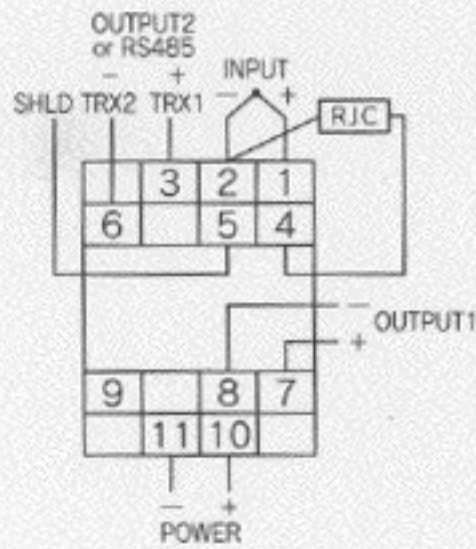 OUTPUT2
or RS485
− +
INPUT
− +
SHLD TRX2 TRX1
RJC
3 2 1
6 5 4
−
OUTPUT1
+
9 8 7
11 10
− +
POWER